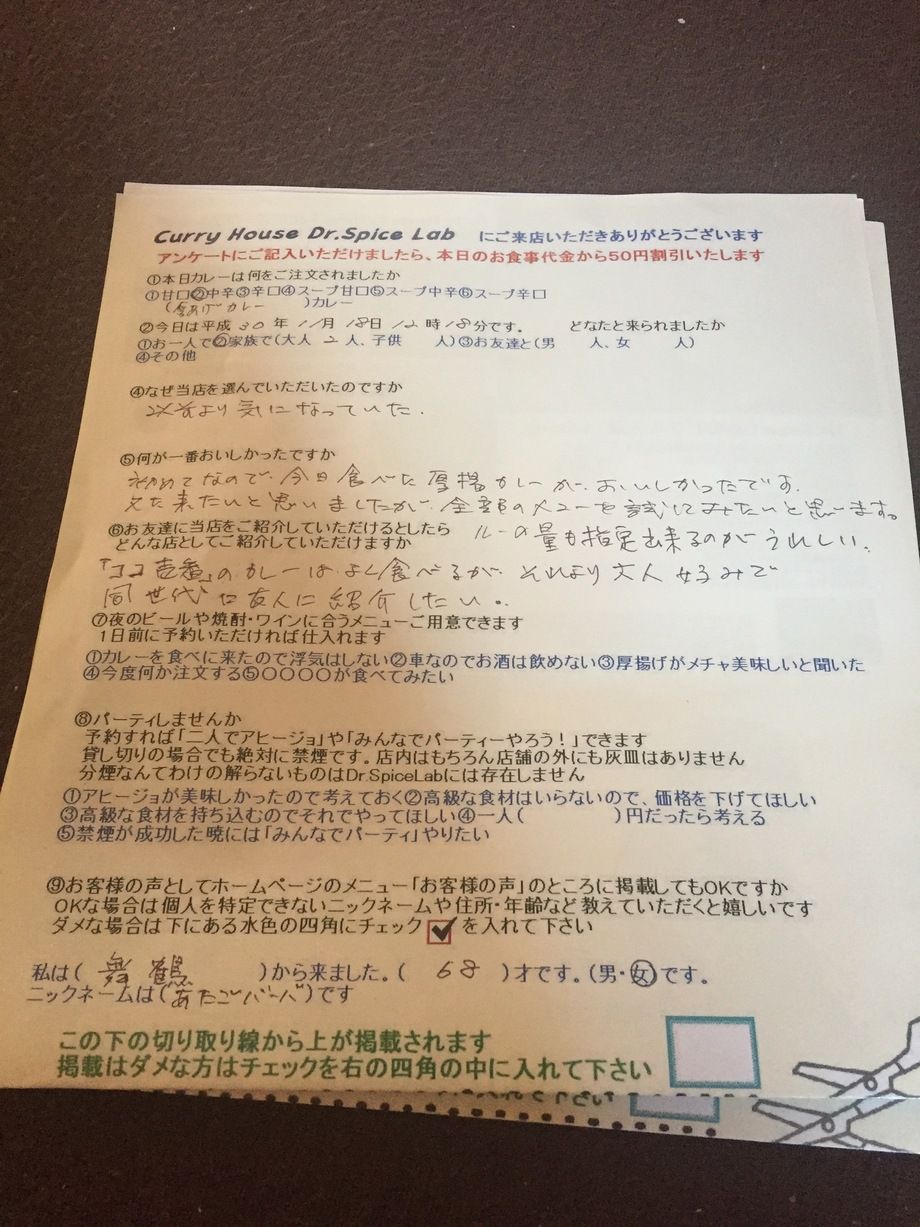 Curry House Dr.Spice Lab にご来店いただきありがとうございます
アンケートにご記入いただけましたら、本日のお食事代金から50円割引いたします
①本日カレーは何をご注文されましたか
①甘口②中辛③辛口④スープ甘口⑤スープ中辛⑥スープ辛口
(厚あげカレー )カレー
②今日は平成 30 年 11月 18日 12 時18分です。 どなたと来られましたか
①お一人で②家族で(大人 2 人、子供 人)③お友達と(男 人、女 人)
④その他
④なぜ当店を選んでいただいたのですか
以前より気になっていた.
⑤何が一番おいしかったですか
初めてなので、今日食べた厚揚カレーが、おいしかったです.
又来たいと思いましたが、全部のメニューを試してみたいと思います。
⑥お友達に当店をご紹介していただけるとしたら
どんな店としてご紹介していただけますか
ルーの量も指定出来るのがうれしい.
「ココ壱番」のカレーは、よく食べるが、それより大人好みで
同世代な友人に紹介したい..
⑦夜のビールや焼酎・ワインに合うメニューご用意できます
1日前に予約いただければ仕入れます
①カレーを食べに来たので浮気はしない②車なのでお酒は飲めない③厚揚げがメチャ美味しいと聞いた
④今度何か注文する⑤〇〇〇〇が食べてみたい
⑧パーティしませんか
予約すれば「二人でアヒージョ」や「みんなでパーティーやろう!」できます
貸し切りの場合でも絶対に禁煙です。店内はもちろん店舗の外にも灰皿はありません
分煙なんてわけの解らないものはDr.SpiceLabには存在しません
①アヒージョが美味しかったので考えておく②高級な食材はいらないので、価格を下げてほしい
③高級な食材を持ち込むのでそれでやってほしい④一人( )円だったら考える
⑤禁煙が成功した暁には「みんなでパーティ」やりたい
⑨お客様の声としてホームページのメニュー「お客様の声」のところに掲載してもOKですか
OKな場合は個人を特定できないニックネームや住所・年齢など教えていただくと嬉しいです
ダメな場合は下にある水色の四角にチェック✓を入れて下さい
私は( 舞鶴 )から来ました。( 68 )才です。(男・女)です。
ニックネームは(あたごバーバ)です
この下の切り取り線から上が掲載されます
掲載はダメな方はチェックを右の四角の中に入れて下さい